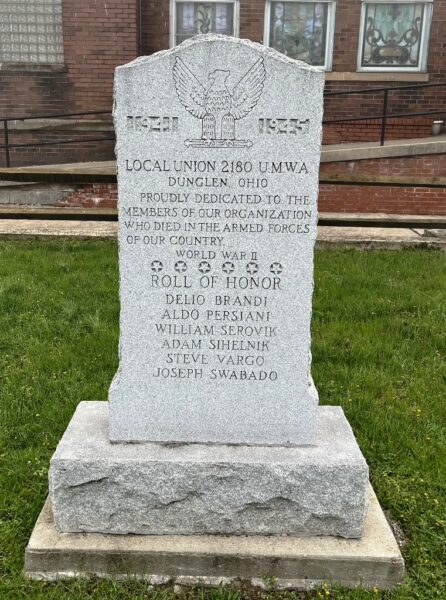 1941 1945
LOCAL UNION 2180 U.M.W.A.
DUNGLEN, OHIO
PROUDLY DEDICATED TO THE
MEMBERS OF OUR ORGANIZATION
WHO DIED IN THE ARMED FORCES
OF OUR COUNTRY.
WORLD WAR II
ROLL OF HONOR
DELIO BRANDI
ALDO PERSIANI
WILLIAM SEROVIK
ADAM SIHELNIK
STEVE VARGO
JOSEPH SWABADO